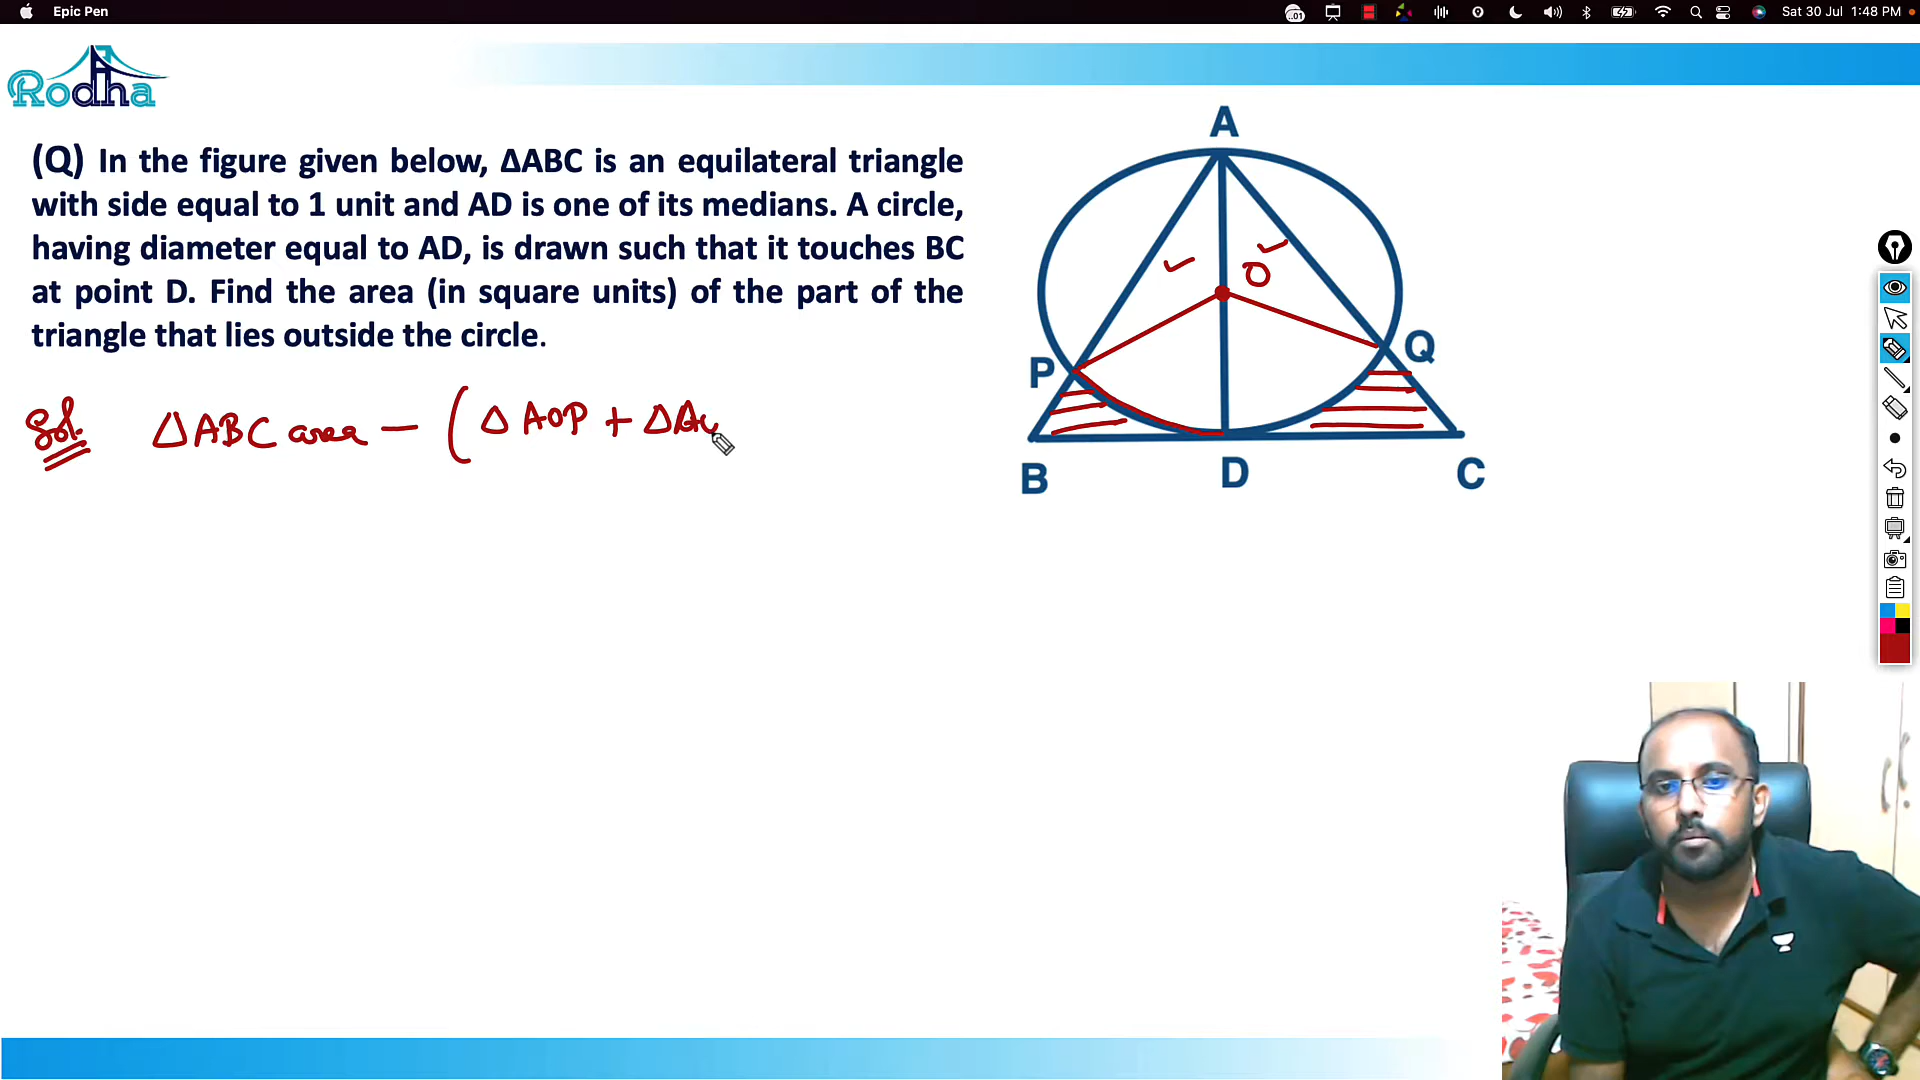 Epic Pen
Sat 30 Jul 1:48 PM
Rodha
(Q) In the figure given below, ΔABC is an equilateral triangle
with side equal to 1 unit and AD is one of its medians. A circle,
having diameter equal to AD, is drawn such that it touches BC
at point D. Find the area (in square units) of the part of the
triangle that lies outside the circle.
Sol. ΔABC area — ( Δ AOP + Δ
A
O
P
Q
B
D
C